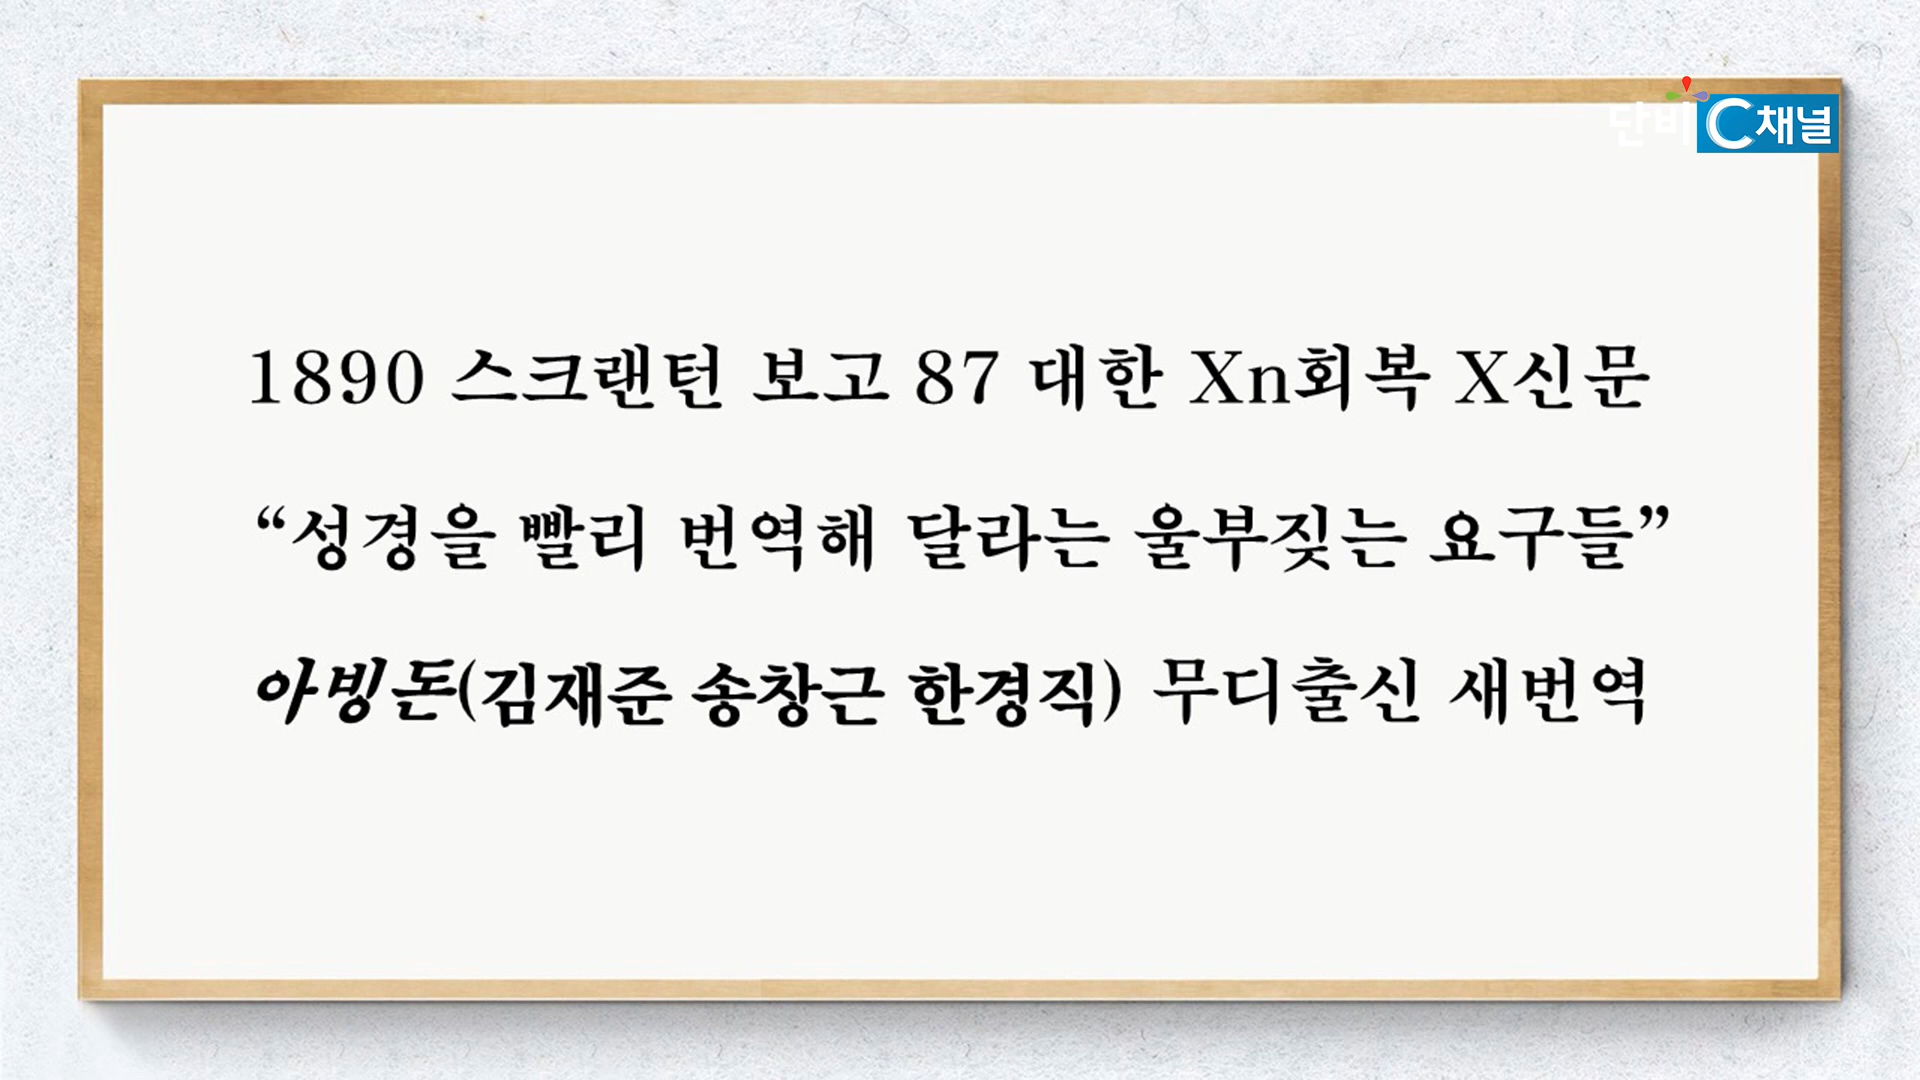 단비 C채널
1890 스크랜턴 보고 87 대한 Xn회복 X신문
“성경을 빨리 번역해 달라는 울부짖는 요구들”
아빙돈(김재준 송창근 한경직) 무디출신 새번역